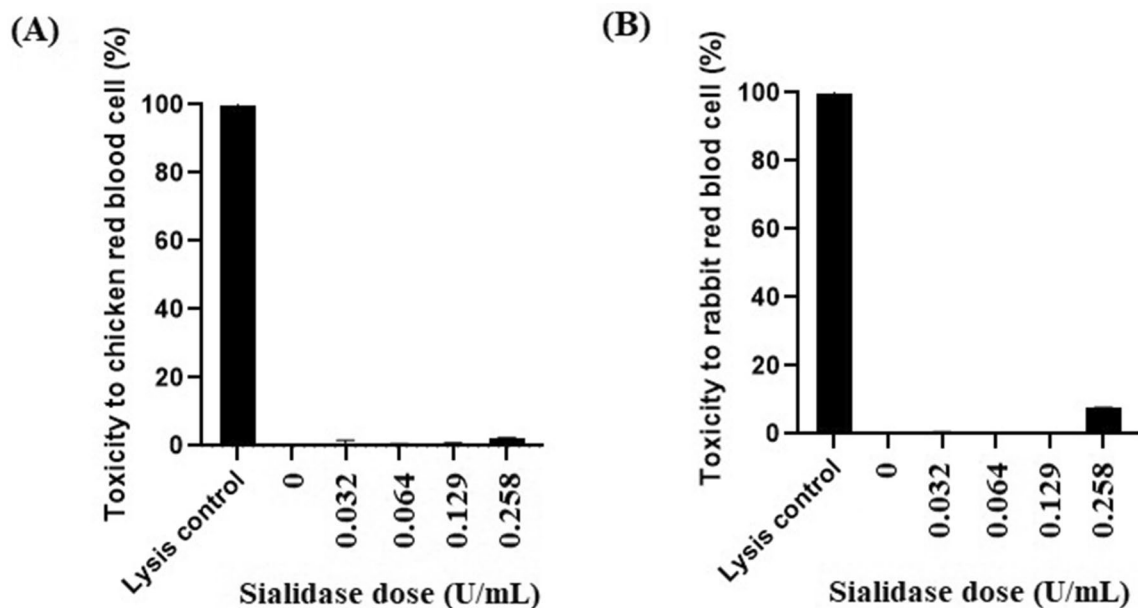 (A)
Toxicity to chicken red blood cell (%)
100
80
60
40
20
0
Lysis control
0
0.032
0.064
0.129
0.258
Sialidase dose (U/mL)
(B)
Toxicity to rabbit red blod cell (%)
100
80
60
40
20
0
Lysis control
0
0.032
0.064
0.129
0.258
Sialidase dose (U/mL)